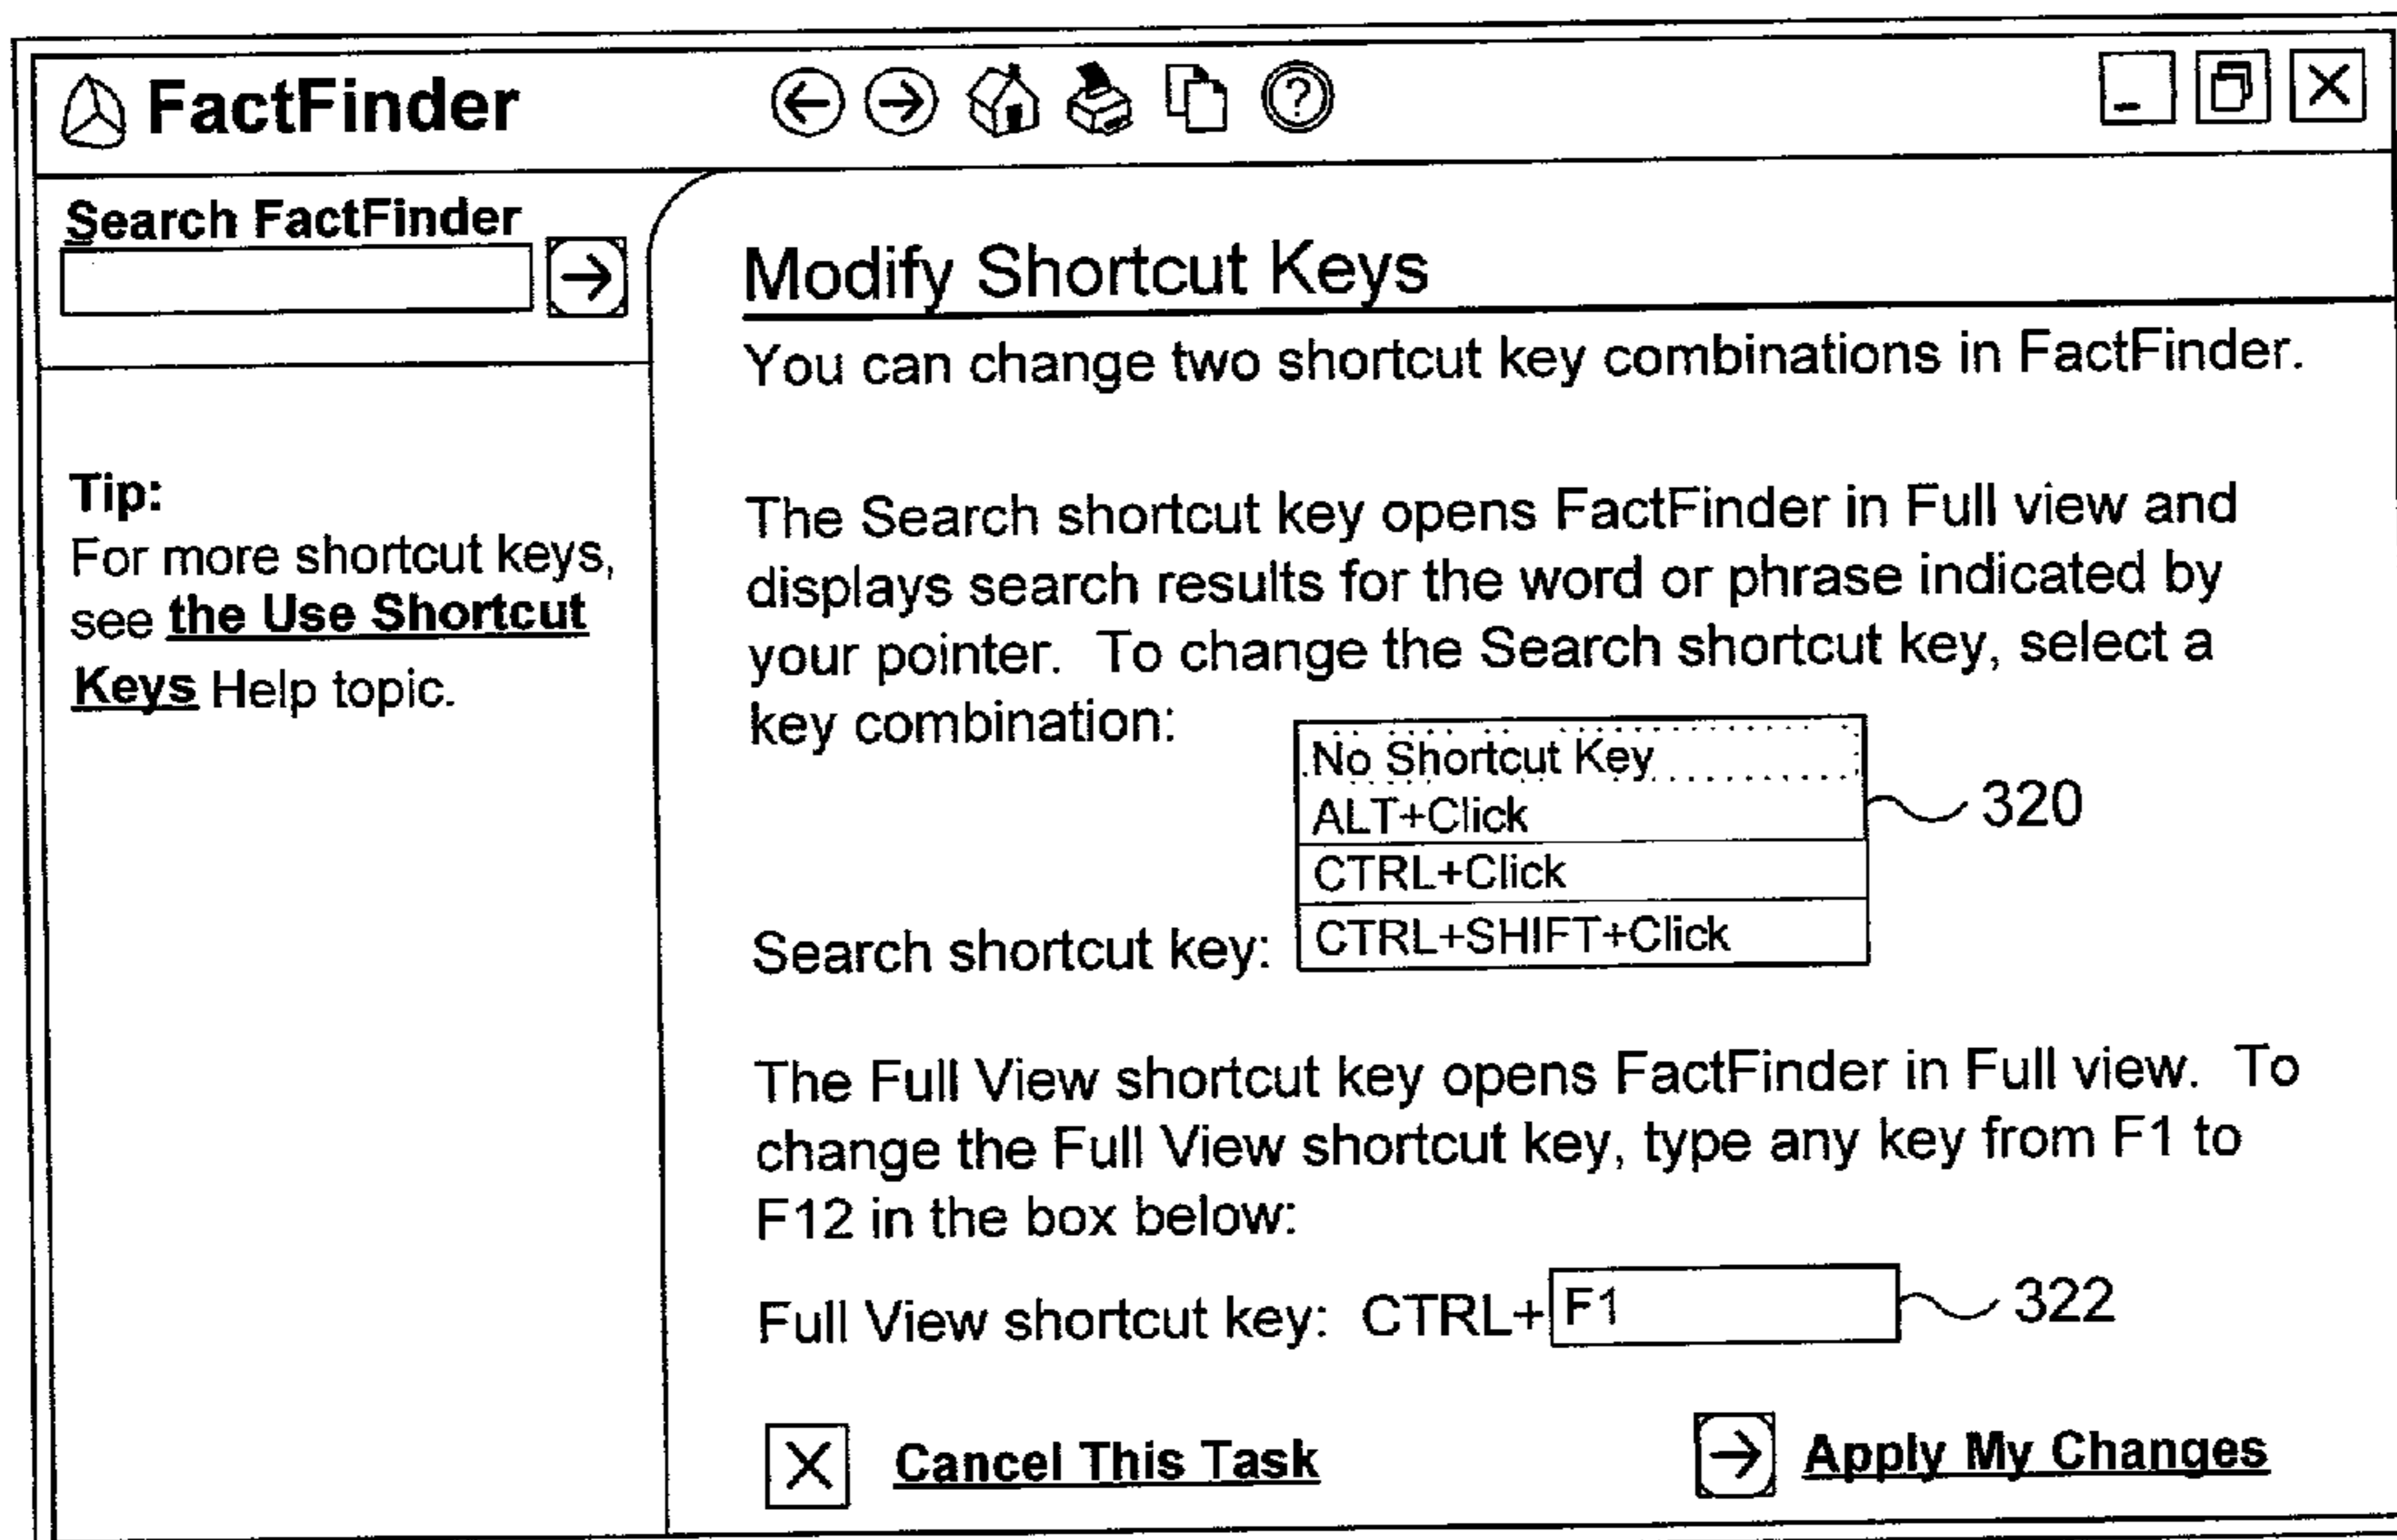 FactFinder
Search FactFinder
Tip:
For more shortcut keys,
see the Use Shortcut
Keys Help topic.
Modify Shortcut Keys
You can change two shortcut key combinations in FactFinder.
The Search shortcut key opens FactFinder in Full view and
displays search results for the word or phrase indicated by
your pointer. To change the Search shortcut key, select a
key combination:
No Shortcut Key
ALT+Click
320
CTRL+Click
Search shortcut key: CTRL+SHIFT+Click
The Full View shortcut key opens FactFinder in Full view. To
change the Full View shortcut key, type any key from F1 to
F12 in the box below:
Full View shortcut key: CTRL+ F1 322
Cancel This Task Apply My Changes